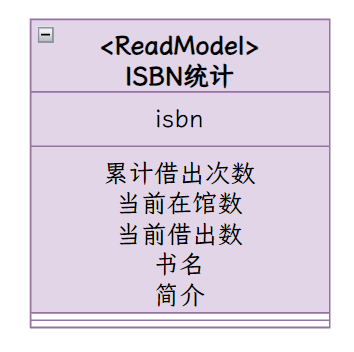 <ReadModel>
ISBN统计
isbn
累计借出次数
当前在馆数
当前借出数
书名
简介